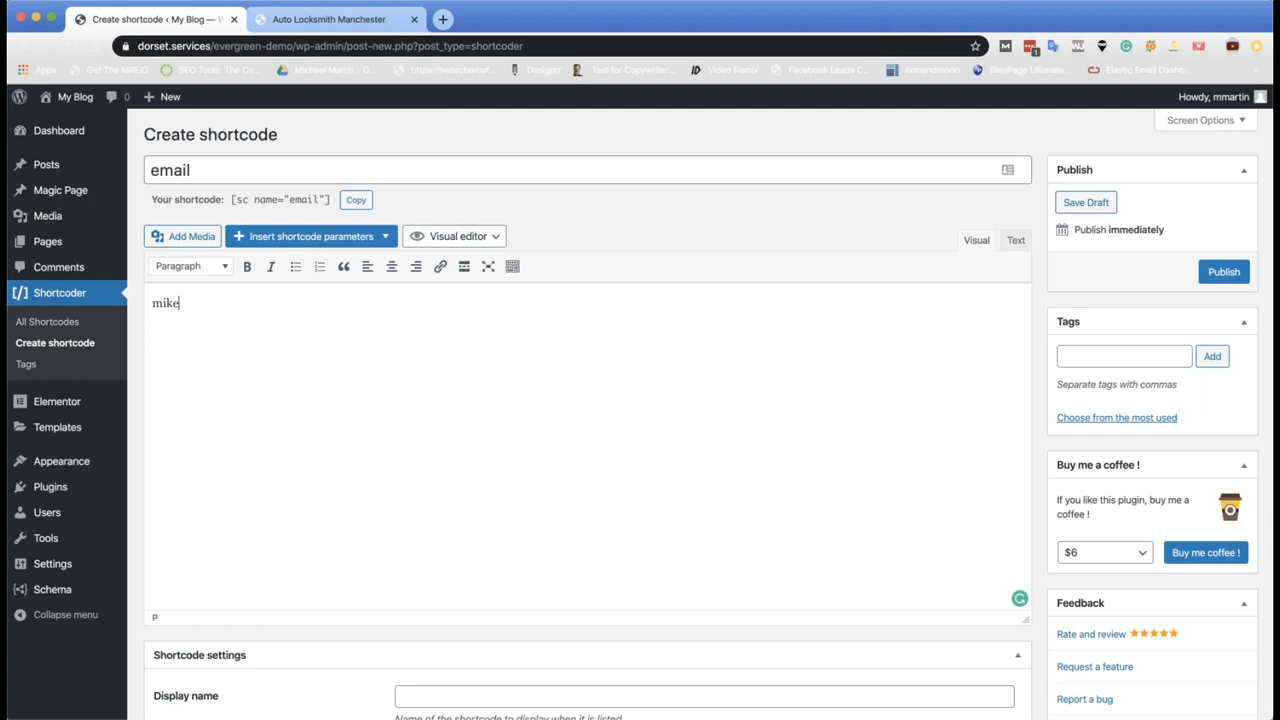 Create shortcode ‹ My Blog — W
Auto Locksmith Manchester
dorset.services/evergreen-demo/wp-admin/post-new.php?post_type=shortcoder
Apps
Girl The MREID
SEO Tools: The Co...
Michael Martin - G...
https://seoschemaf...
Designrr
Test for Copywriter...
Video Remix
Facebook Leads C...
Armandmorin
BleuPage Ultimate...
Elastic Email Dashb...
My Blog
0
New
Howdy, mmartin
Dashboard
Posts
Magic Page
Media
Pages
Comments
Shortcoder
All Shortcodes
Create shortcode
Tags
Elementor
Templates
Appearance
Plugins
Users
Tools
Settings
Schema
Collapse menu
Screen Options
Create shortcode
email
Your shortcode: [sc name="email"] Copy
Add Media
Insert shortcode parameters
Visual editor
Visual
Text
Paragraph
mike
P
Shortcode settings
Display name
Name of the shortcode to display when it is listed
Publish
Save Draft
Publish immediately
Publish
Tags
Add
Separate tags with commas
Choose from the most used
Buy me a coffee !
If you like this plugin, buy me a
coffee !
$6
Buy me coffee !
Feedback
Rate and review
Request a feature
Report a bug